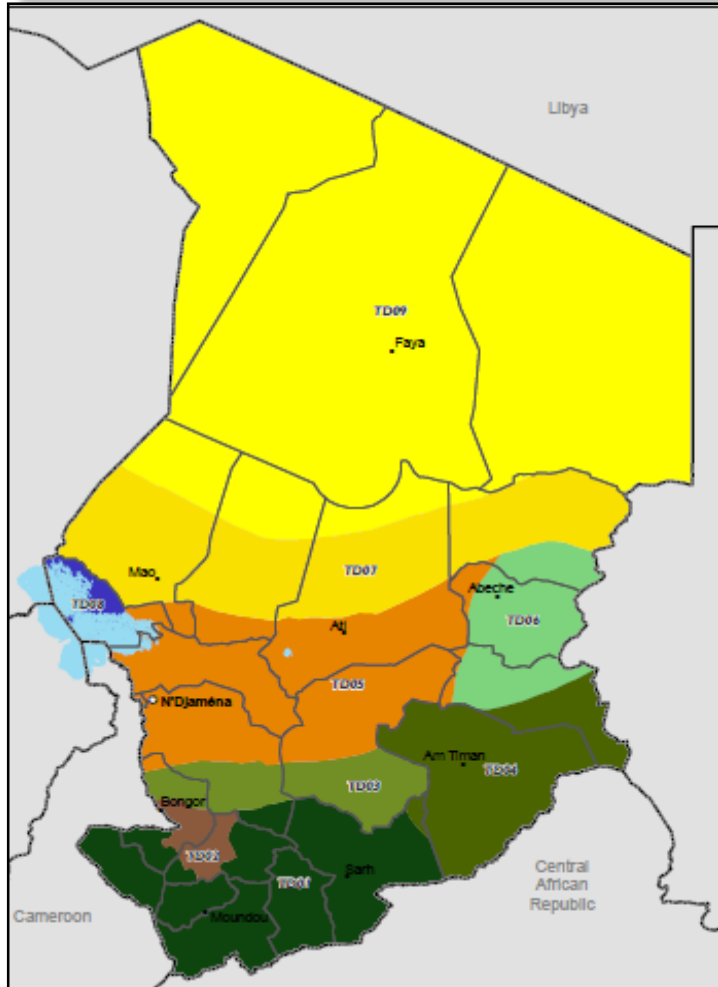 Libya
TD09
Faya
Mao
TD07
Abeche
TD08
TD06
Ati
TD05
N'Djaména
Am Timan
TD04
TD03
Bongor
TD02
Sarh
TD01
Central
African
Republic
Moundou
Cameroon